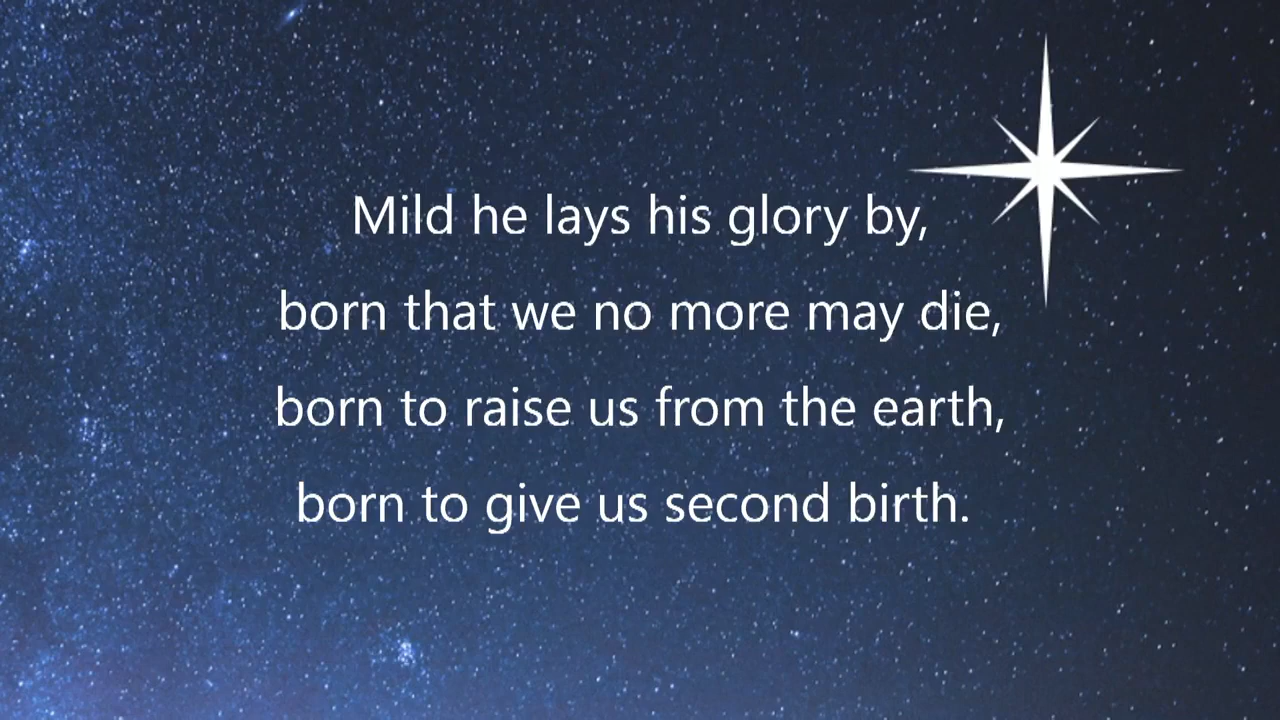 Mild he lays his glory by,
born that we no more may die,
born to raise us from the earth,
born to give us second birth.